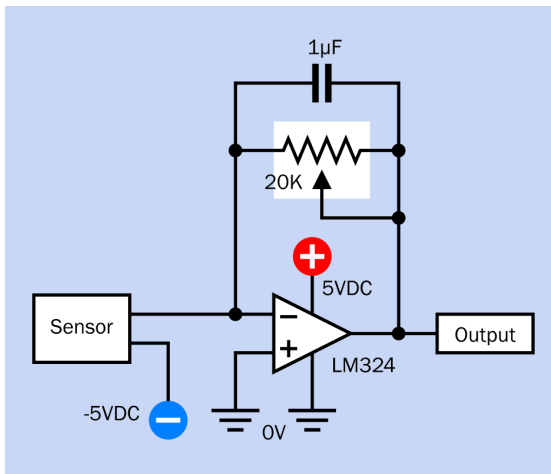 1µF
20K
5VDC
Sensor
LM324
Output
-5VDC
0V